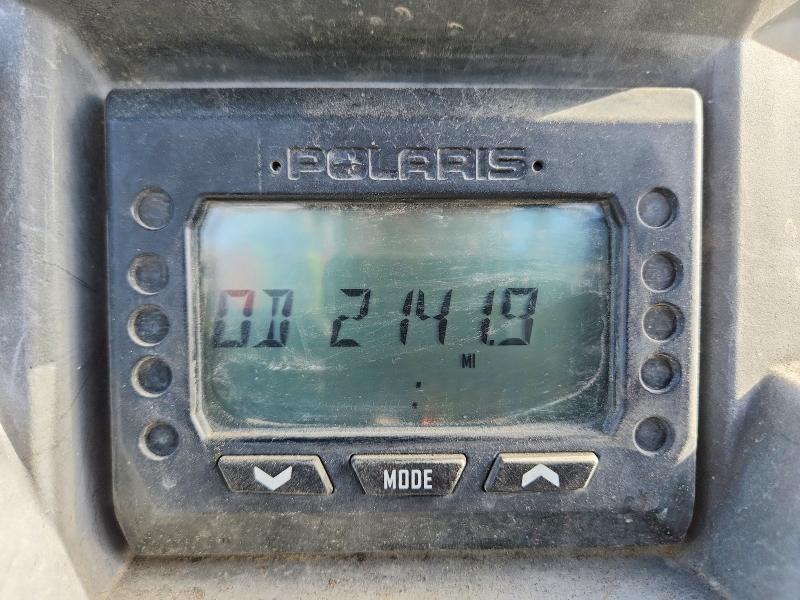 POLARIS
OD 2141.9
MI
:
MODE